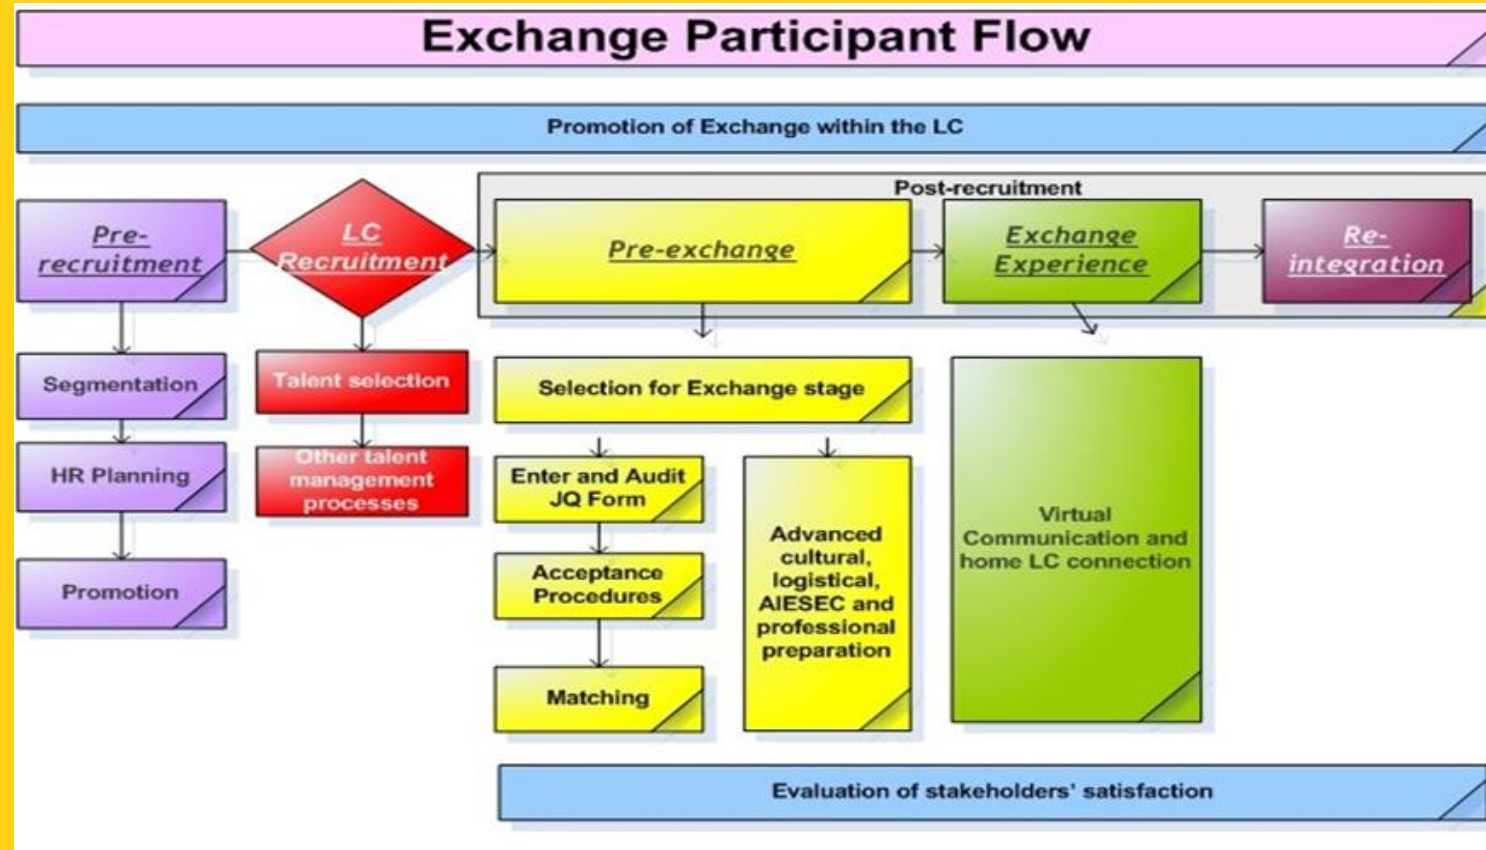 Exchange Participant Flow
Promotion of Exchange within the LC
Post-recruitment
Pre-
recruitment
LC
Recruitment
Pre-exchange
Exchange
Experience
Re-
integration
Segmentation
HR Planning
Promotion
Talent selection
Other talent
management
processes
Selection for Exchange stage
Enter and Audit
JQ Form
Acceptance
Procedures
Matching
Advanced
cultural,
logistical,
AIESEC and
professional
preparation
Virtual
Communication and
home LC connection
Evaluation of stakeholders' satisfaction